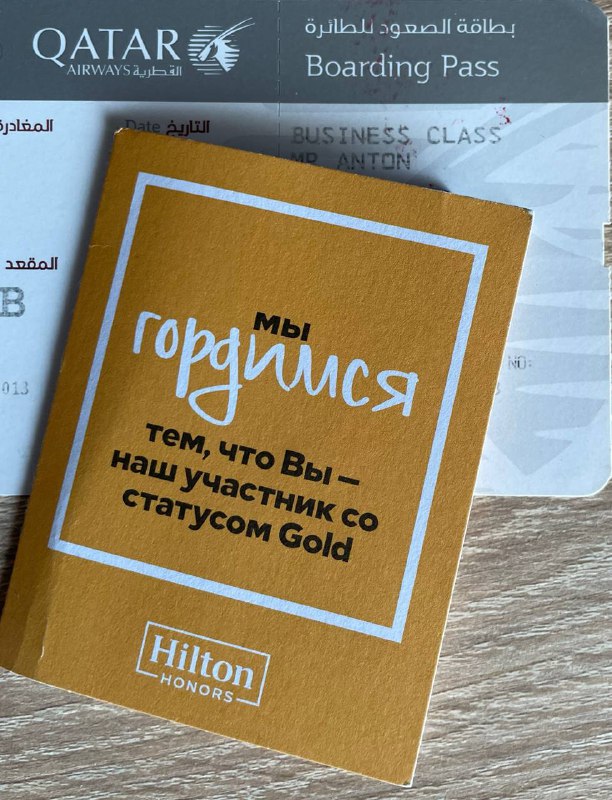 QATAR
AIRWAYS القطرية
بطاقة الصعود للطائرة
Boarding Pass
التاريخ Date
BUSINESS CLASS
MR ANTON
المقعد
B
013
NO:
мы
гордимся
тем, что Вы –
наш участник со
статусом Gold
Hilton
HONORS